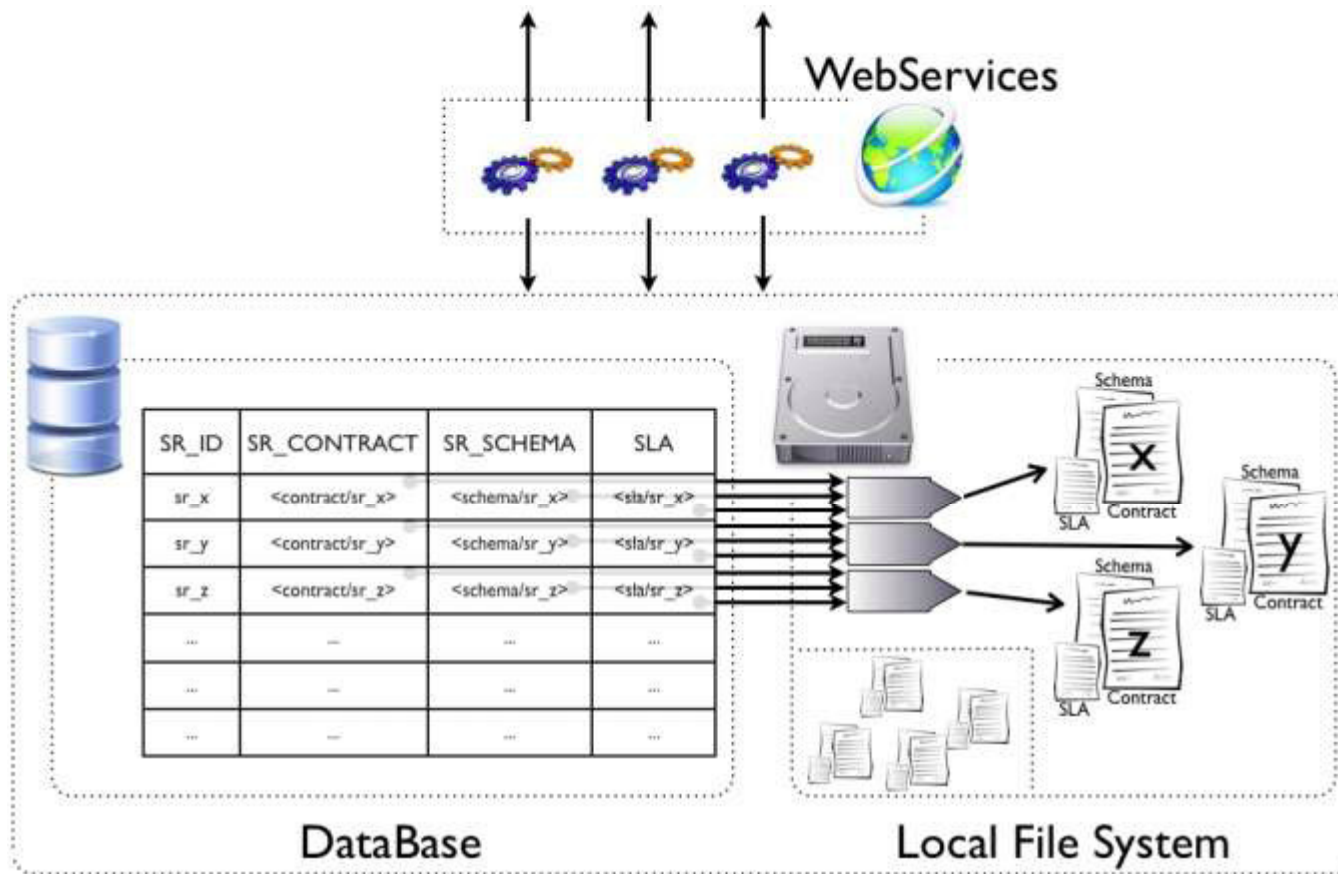 WebServices
SR_ID SR_CONTRACT SR_SCHEMA SLA
sr_x <contract/sr_x> <schema/sr_x> <sla/sr_x>
sr_y <contract/sr_y> <schema/sr_y> <sla/sr_y>
sr_z <contract/sr_z> <schema/sr_z> <sla/sr_z>
... ... ... ...
... ... ... ...
... ... ... ...
Schema
x
SLA Contract
Schema
y
SLA Contract
Schema
z
SLA Contract
DataBase
Local File System